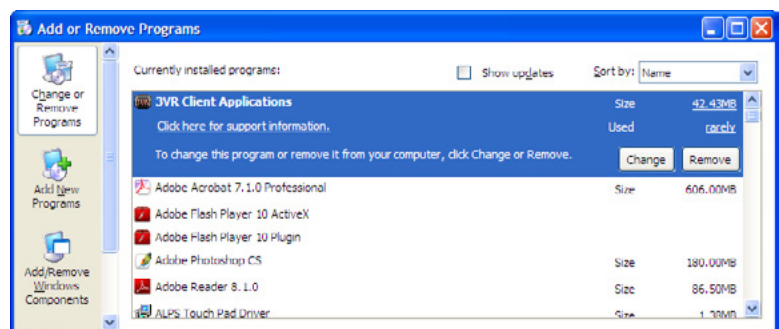 Add or Remove Programs
Change or
Remove
Programs
Add New
Programs
Add/Remove
Windows
Components
Currently installed programs:
Show updates
Sort by: Name
3VR Client Applications Size 42.43MB
Click here for support information. Used rarely
To change this program or remove it from your computer, click Change or Remove. Change Remove
Adobe Acrobat 7.1.0 Professional Size 606.00MB
Adobe Flash Player 10 ActiveX
Adobe Flash Player 10 Plugin
Adobe Photoshop CS Size 180.00MB
Adobe Reader 8.1.0 Size 86.50MB
ALPS Touch Pad Driver Size 1.38MB